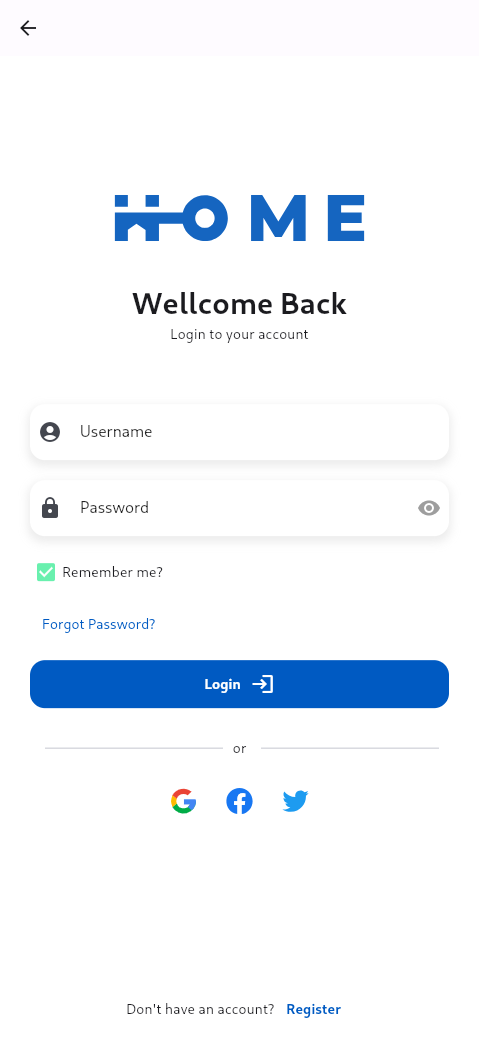 HOME
Wellcome Back
Login to your account
Username
Password
Remember me?
Forgot Password?
Login
or
Don't have an account? Register